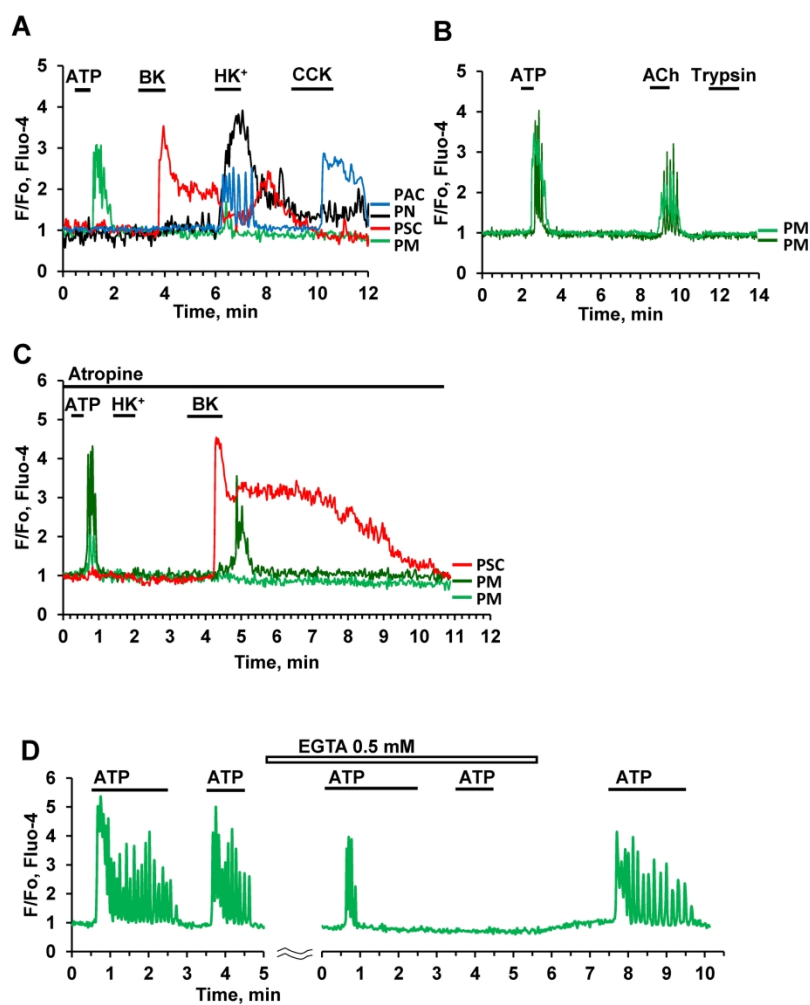 A
ATP BK HK⁺ CCK
F/Fo, Fluo-4
5
4
3
2
1
0
0 2 4 6 8 10 12
Time, min
PAC
PN
PSC
PM
B
ATP ACh Trypsin
F/Fo, Fluo-4
5
4
3
2
1
0
0 2 4 6 8 10 12 14
Time, min
PM
PM
C
Atropine
ATP HK⁺ BK
F/Fo, Fluo-4
6
5
4
3
2
1
0
0 1 2 3 4 5 6 7 8 9 10 11 12
Time, min
PSC
PM
PM
D
EGTA 0.5 mM
ATP ATP ATP ATP ATP
F/Fo, Fluo-4
6
5
4
3
2
1
0
0 1 2 3 4 5 0 1 2 3 4 5 6 7 8 9 10
Time, min